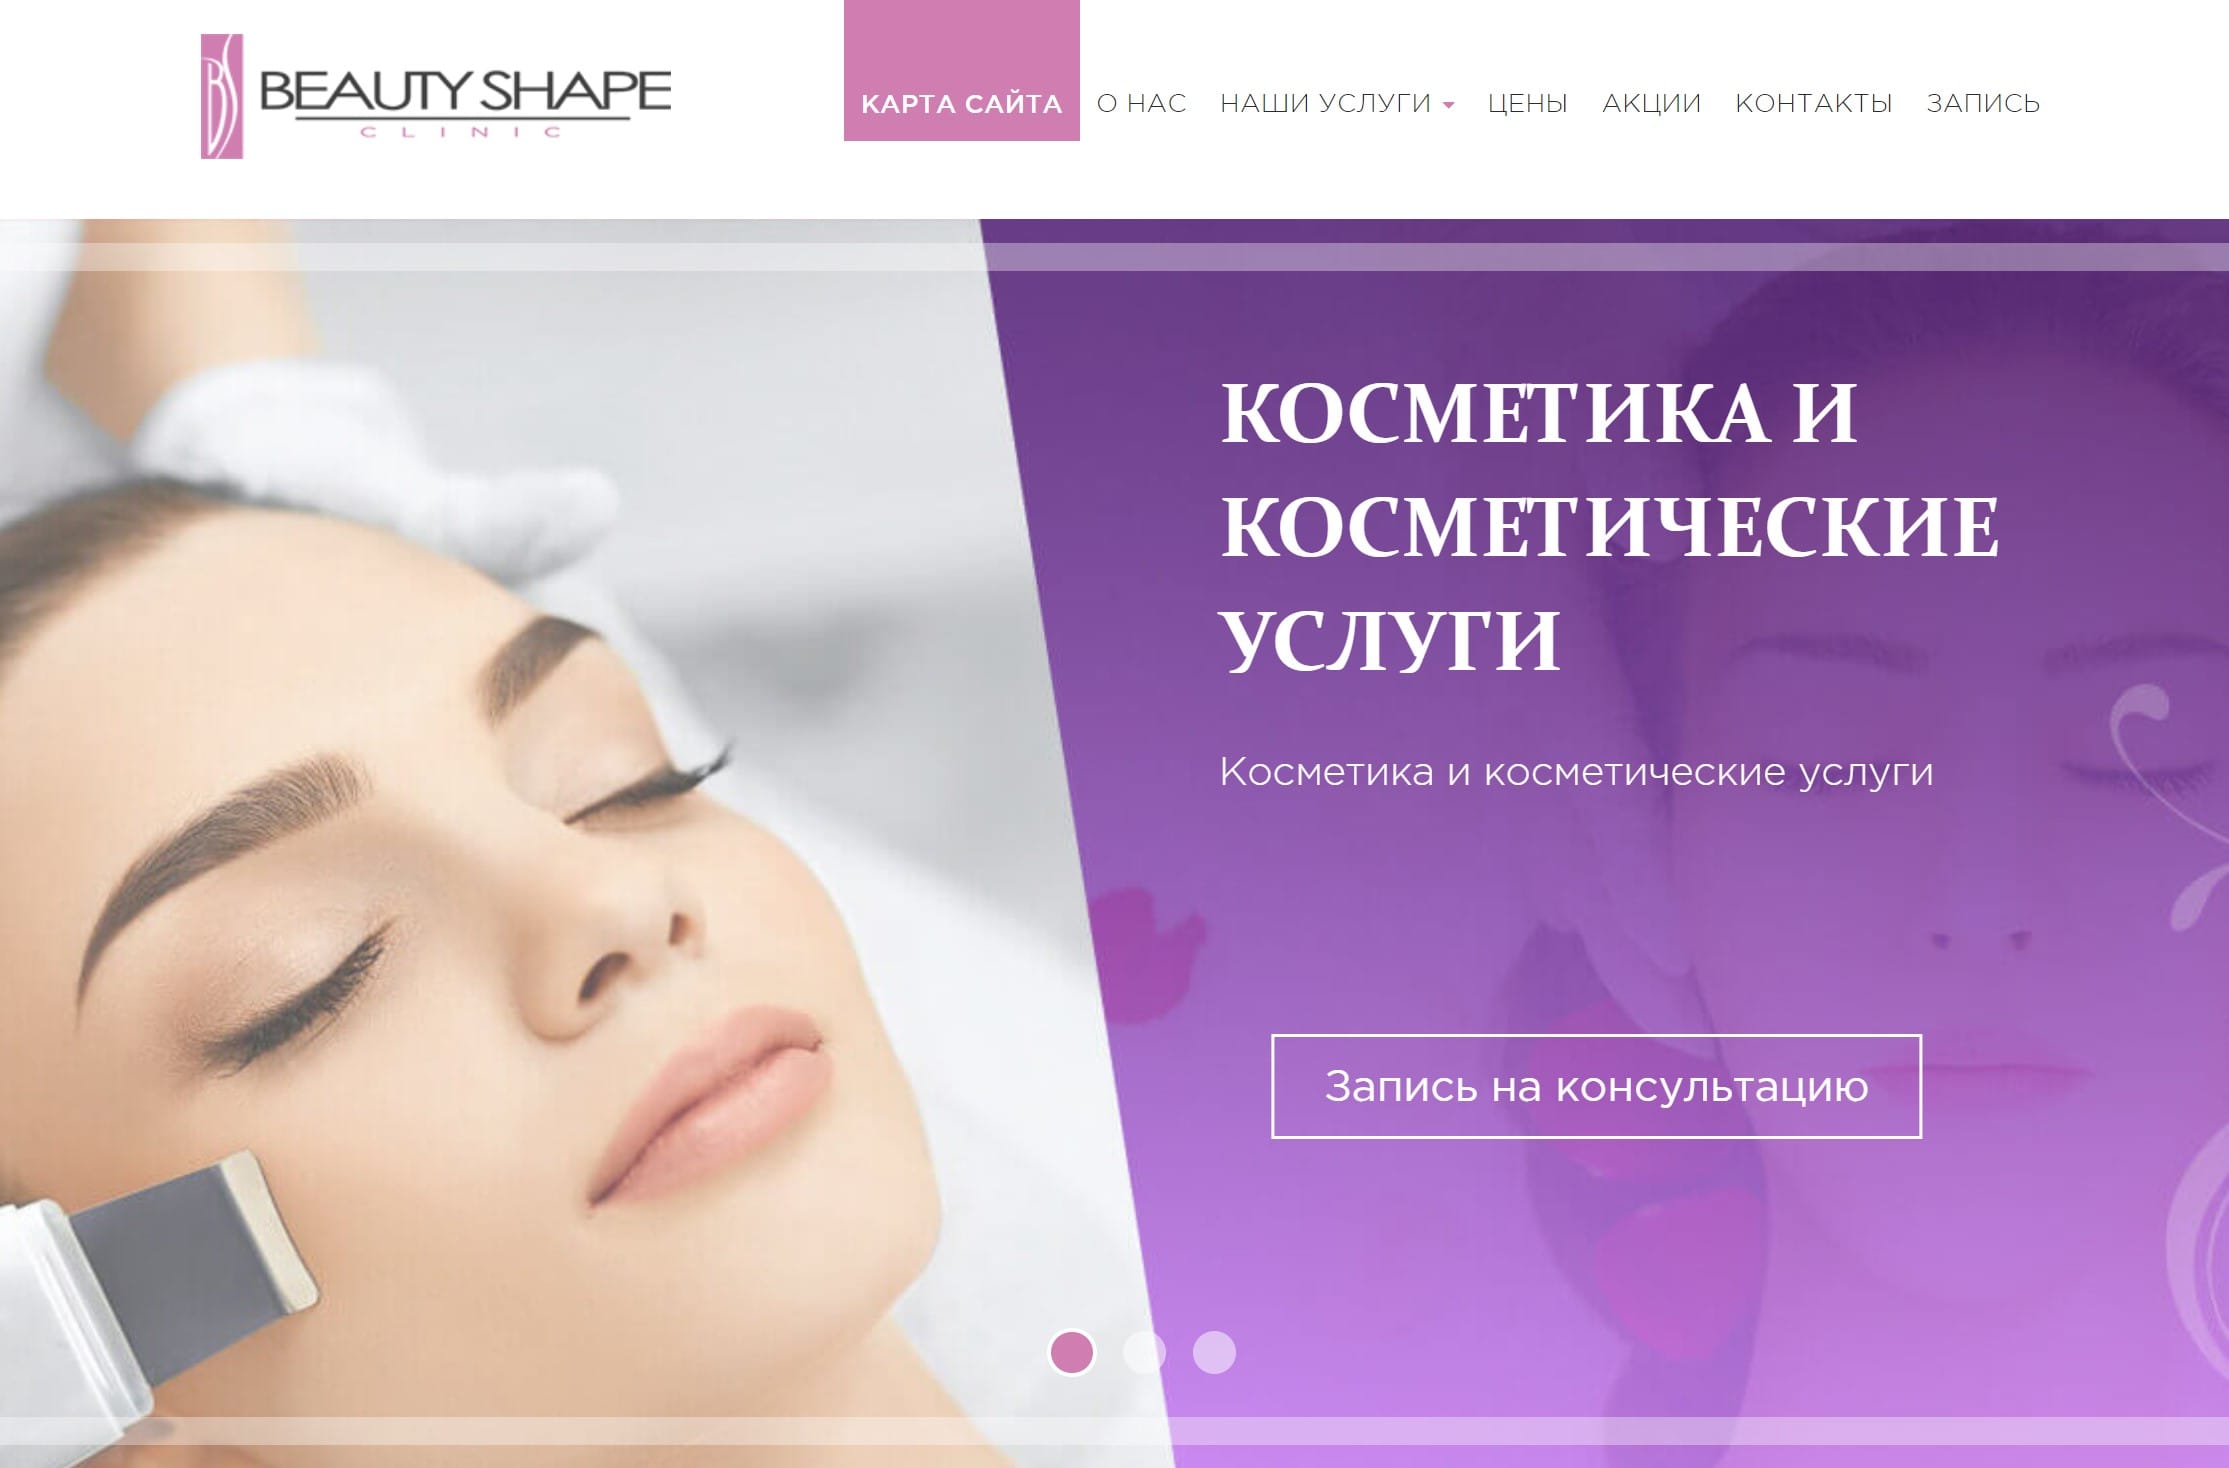 BEAUTY SHAPE
CLINIC
КАРТА САЙТА О НАС НАШИ УСЛУГИ ЦЕНЫ АКЦИИ КОНТАКТЫ ЗАПИСЬ
КОСМЕТИКА И
КОСМЕТИЧЕСКИЕ
УСЛУГИ
Косметика и косметические услуги
Запись на консультацию